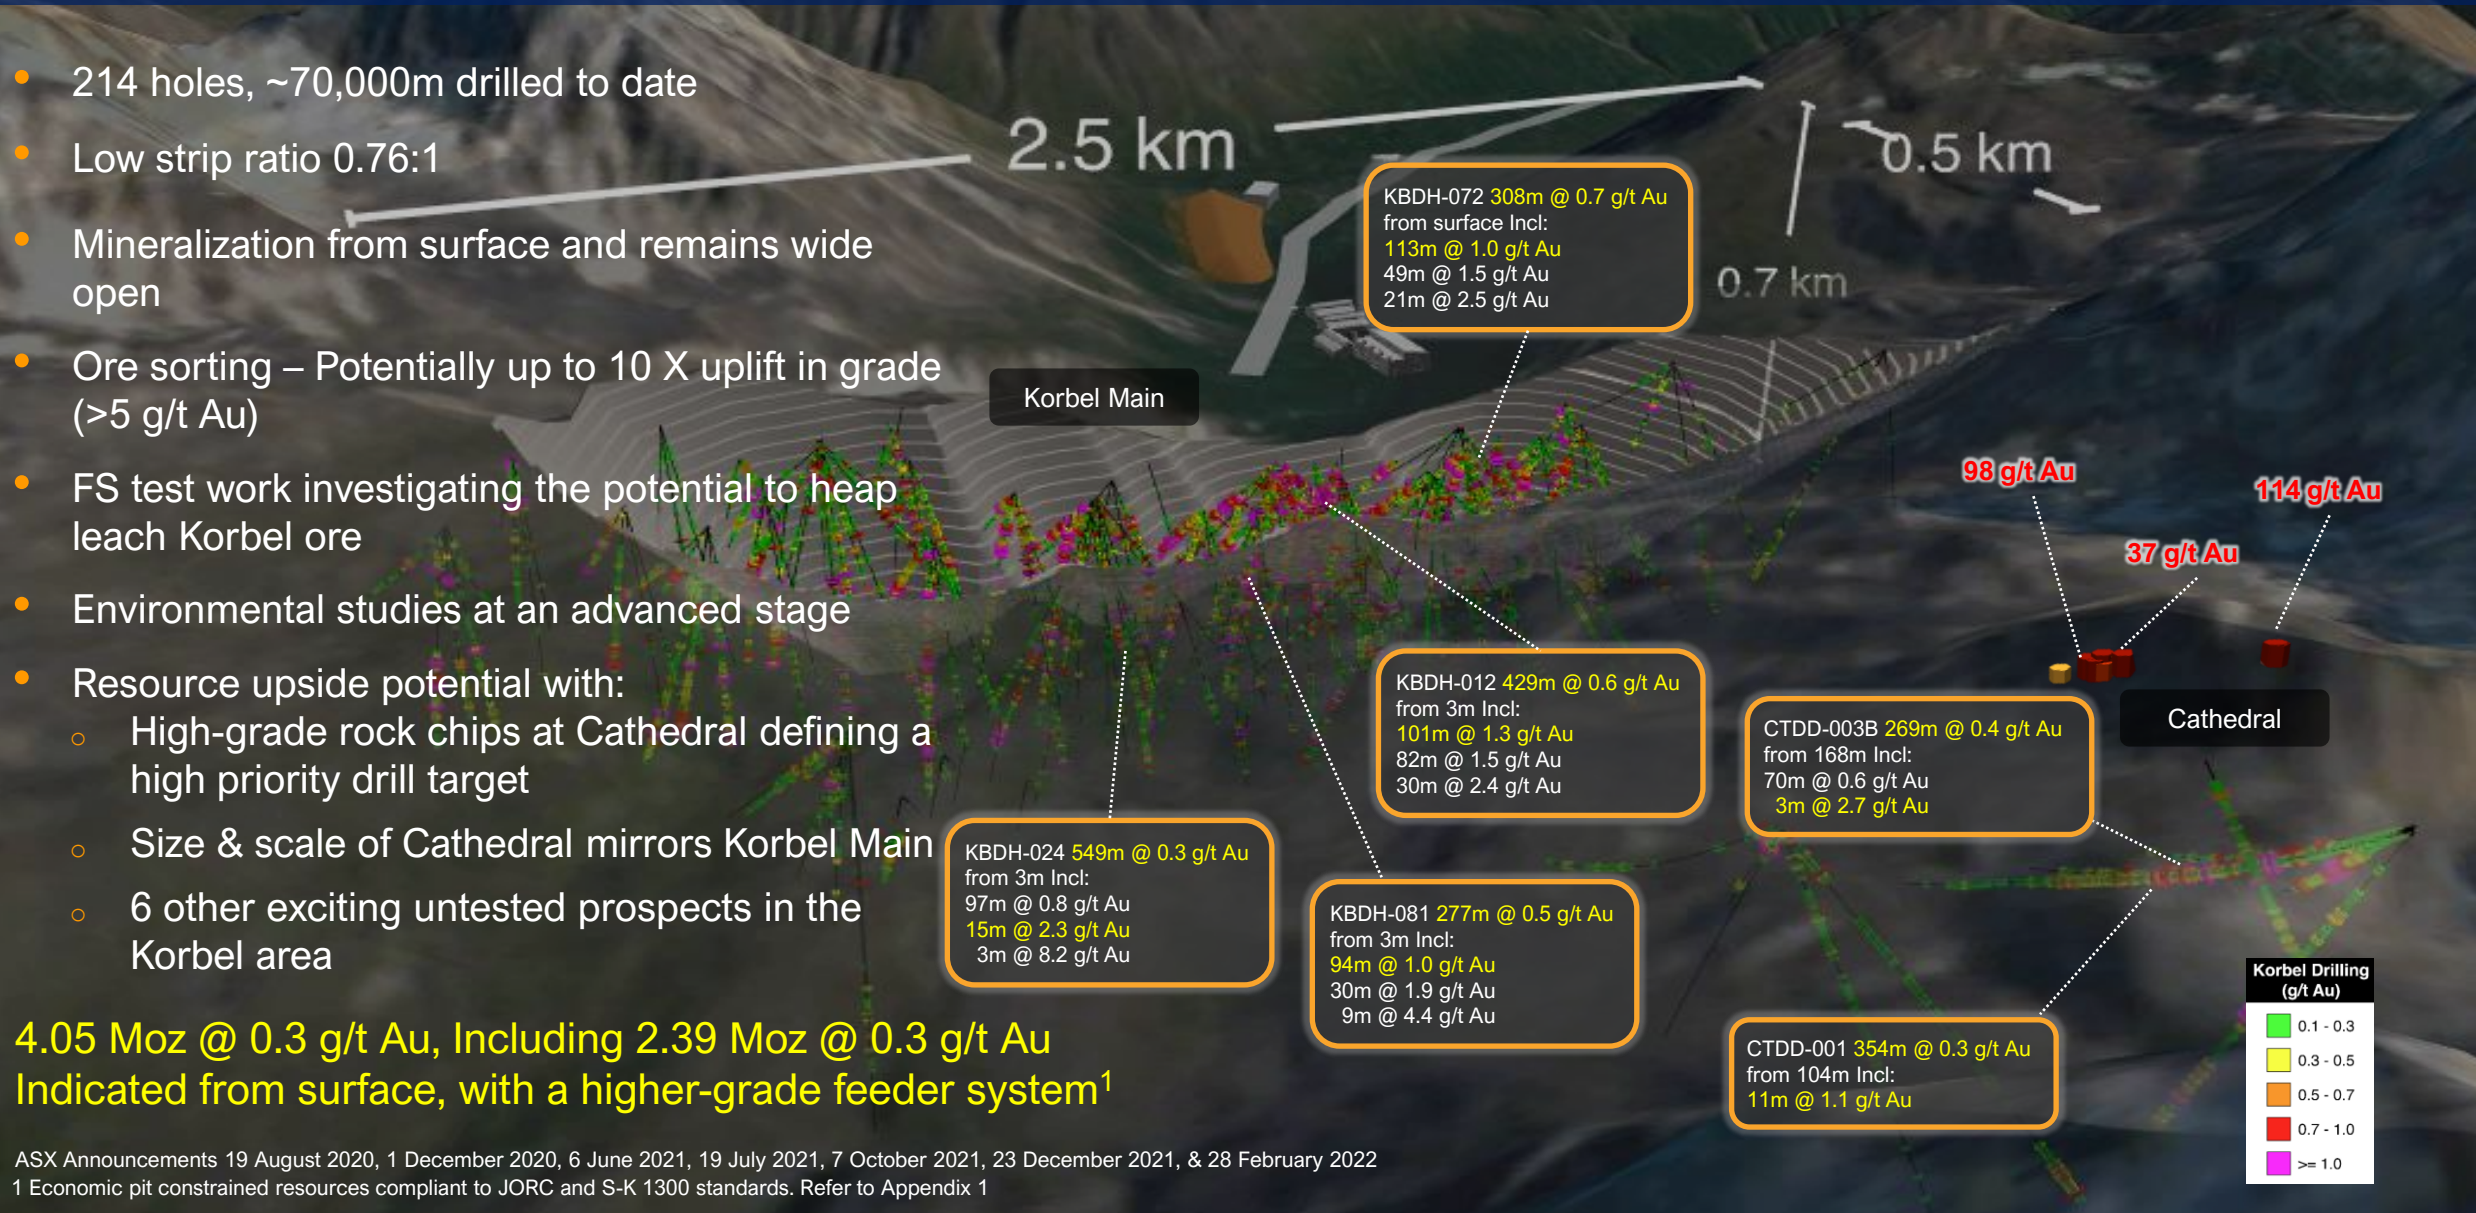 • 214 holes, ~70,000m drilled to date
• Low strip ratio 0.76:1
• Mineralization from surface and remains wide
open
• Ore sorting – Potentially up to 10 X uplift in grade
(>5 g/t Au)
• FS test work investigating the potential to heap
leach Korbel ore
• Environmental studies at an advanced stage
• Resource upside potential with:
○ High-grade rock chips at Cathedral defining a
high priority drill target
○ Size & scale of Cathedral mirrors Korbel Main
○ 6 other exciting untested prospects in the
Korbel area
4.05 Moz @ 0.3 g/t Au, Including 2.39 Moz @ 0.3 g/t Au
Indicated from surface, with a higher-grade feeder system¹
2.5 km
0.5 km
0.7 km
KBDH-072 308m @ 0.7 g/t Au
from surface Incl:
113m @ 1.0 g/t Au
49m @ 1.5 g/t Au
21m @ 2.5 g/t Au
Korbel Main
98 g/t Au
114 g/t Au
37 g/t Au
Cathedral
KBDH-012 429m @ 0.6 g/t Au
from 3m Incl:
101m @ 1.3 g/t Au
82m @ 1.5 g/t Au
30m @ 2.4 g/t Au
CTDD-003B 269m @ 0.4 g/t Au
from 168m Incl:
70m @ 0.6 g/t Au
3m @ 2.7 g/t Au
KBDH-024 549m @ 0.3 g/t Au
from 3m Incl:
97m @ 0.8 g/t Au
15m @ 2.3 g/t Au
3m @ 8.2 g/t Au
KBDH-081 277m @ 0.5 g/t Au
from 3m Incl:
94m @ 1.0 g/t Au
30m @ 1.9 g/t Au
9m @ 4.4 g/t Au
CTDD-001 354m @ 0.3 g/t Au
from 104m Incl:
11m @ 1.1 g/t Au
Korbel Drilling
(g/t Au)
0.1 - 0.3
0.3 - 0.5
0.5 - 0.7
0.7 - 1.0
>= 1.0
ASX Announcements 19 August 2020, 1 December 2020, 6 June 2021, 19 July 2021, 7 October 2021, 23 December 2021, & 28 February 2022
1 Economic pit constrained resources compliant to JORC and S-K 1300 standards. Refer to Appendix 1